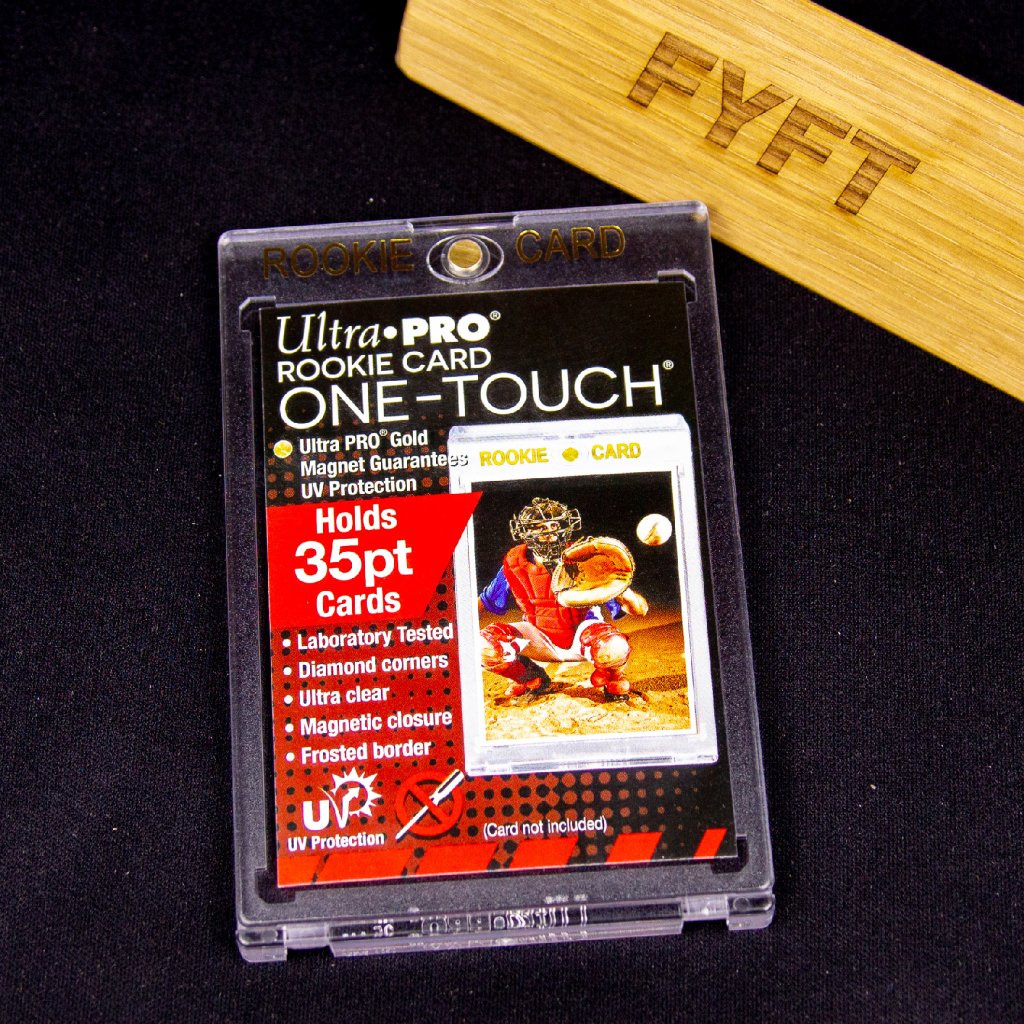 FYFT
ROOKIE CARD
Ultra•PRO®
ROOKIE CARD
ONE-TOUCH®
Ultra PRO® Gold
Magnet Guarantees
UV Protection
ROOKIE CARD
Holds
35pt
Cards
• Laboratory Tested
• Diamond corners
• Ultra clear
• Magnetic closure
• Frosted border
UV
UV Protection
(Card not included)